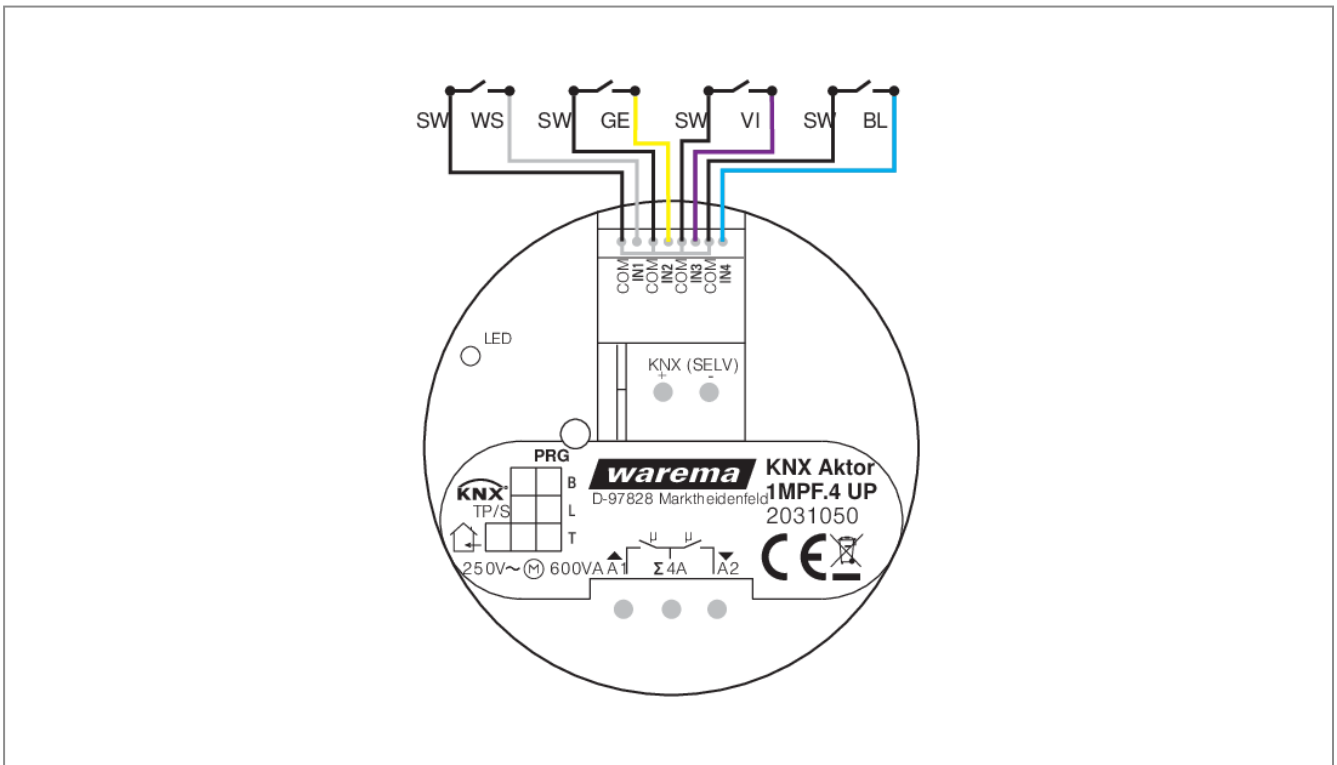 SW WS SW GE SW VI SW BL
COM IN1 COM IN2 COM IN3 COM IN4
LED
KNX (SELV)
+ -
PRG
B
L
T
KNX
TP/S
warema
D-97828 Marktheidenfeld
KNX Aktor
1MPF.4 UP
2031050
CE
µ µ
250V~ M 600VA A1 Σ 4A A2